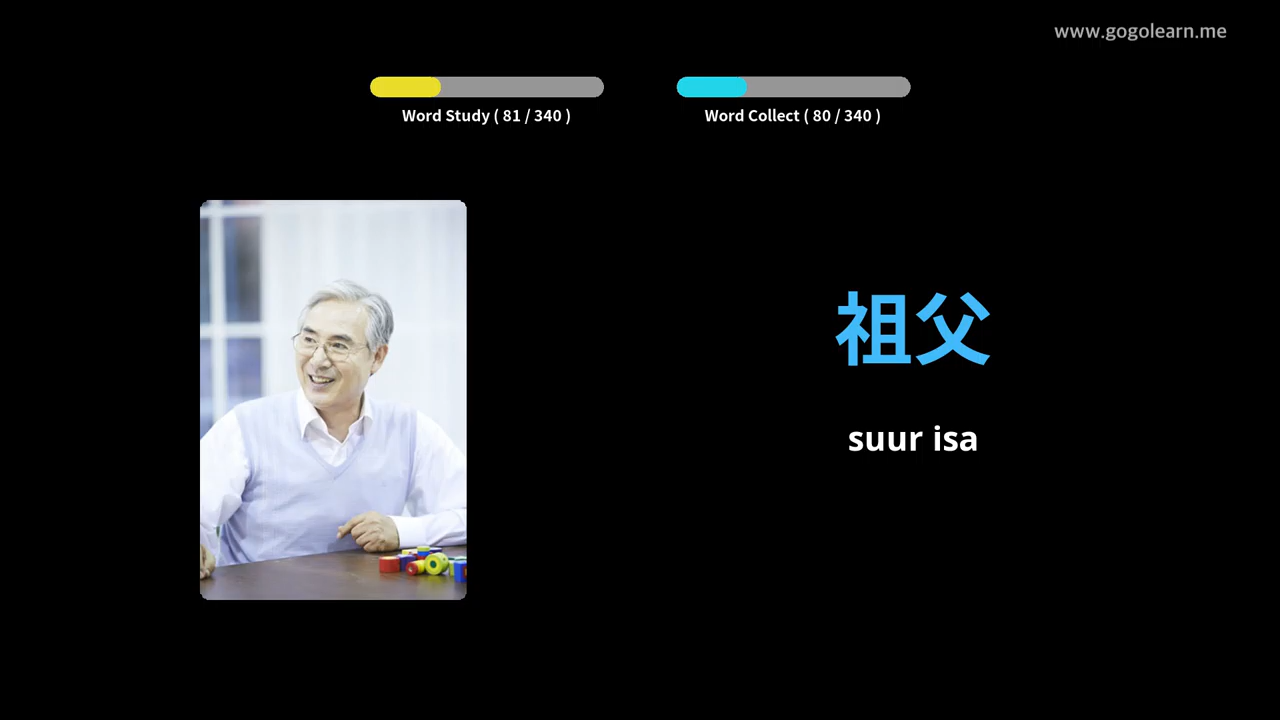 www.gogolearn.me
Word Study ( 81 / 340 )
Word Collect ( 80 / 340 )
祖父
suur isa